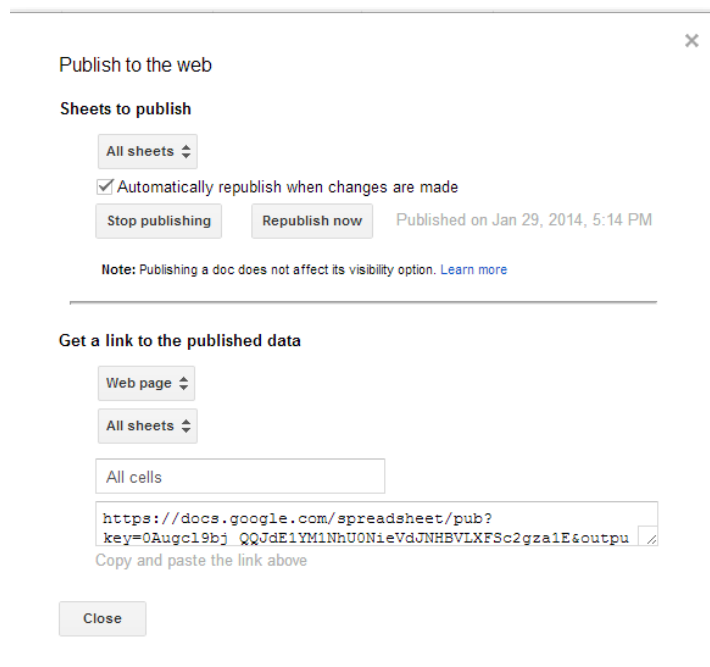 Publish to the web
Sheets to publish
All sheets
Automatically republish when changes are made
Stop publishing Republish now Published on Jan 29, 2014, 5:14 PM
Note: Publishing a doc does not affect its visibility option. Learn more
Get a link to the published data
Web page
All sheets
All cells
https://docs.google.com/spreadsheet/pub?
key=0Augcl9bj_QQJdE1YM1NhU0NieVdJNHBVLXFSc2gza1E&outpu
Copy and paste the link above
Close